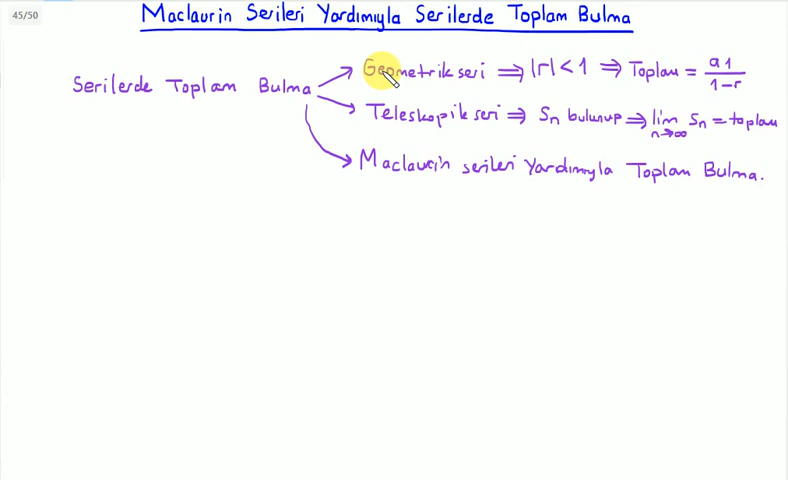 45/50
Maclaurin Serileri Yardımıyla Serilerde Toplam Bulma
Serilerde Toplam Bulma
Geometrik seri ⇒ |r| < 1 ⇒ Toplam = a1/(1-r)
Teleskopik seri ⇒ Sn bulunup ⇒ lim n→∞ Sn = toplam
Maclaurin serileri Yardımıyla Toplam Bulma.